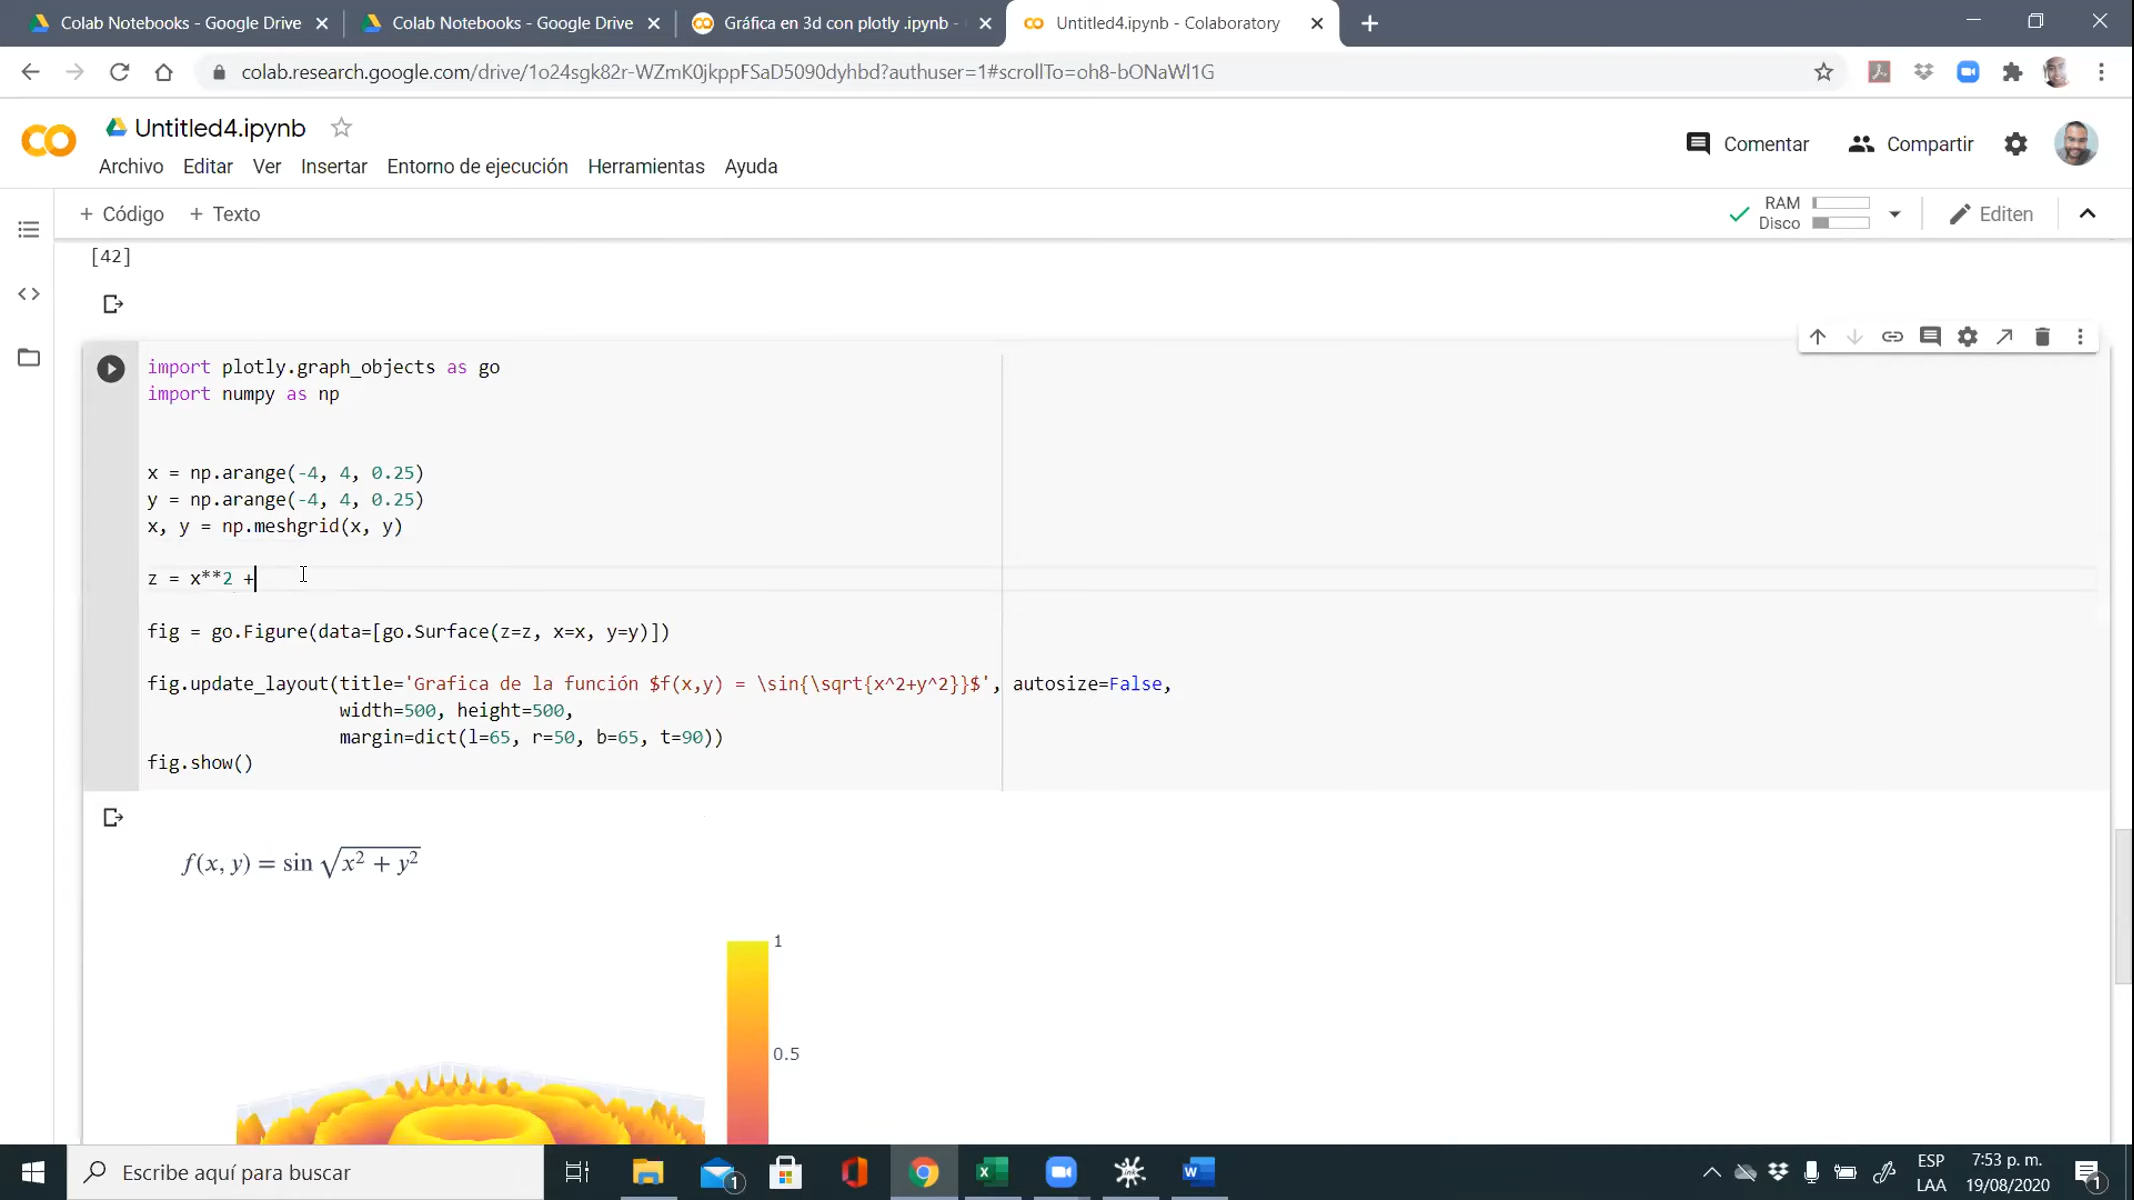 Colab Notebooks - Google Drive
Colab Notebooks - Google Drive
Gráfica en 3d con plotly .ipynb -
Untitled4.ipynb - Colaboratory
colab.research.google.com/drive/1o24sgk82r-WZmK0jkppFSaD5090dyhbd?authuser=1#scrollTo=oh8-bONaWl1G
Untitled4.ipynb
Comentar
Compartir
Archivo Editar Ver Insertar Entorno de ejecución Herramientas Ayuda
+ Código + Texto
RAM
Disco
Editen
[42]
import plotly.graph_objects as go
import numpy as np
x = np.arange(-4, 4, 0.25)
y = np.arange(-4, 4, 0.25)
x, y = np.meshgrid(x, y)
z = x**2 +
fig = go.Figure(data=[go.Surface(z=z, x=x, y=y)])
fig.update_layout(title='Grafica de la función $f(x,y) = \sin{\sqrt{x^2+y^2}}$', autosize=False,
width=500, height=500,
margin=dict(l=65, r=50, b=65, t=90))
fig.show()
f(x, y) = sin √x² + y²
1
0.5
Escribe aquí para buscar
1
ESP
LAA
7:53 p. m.
19/08/2020
1